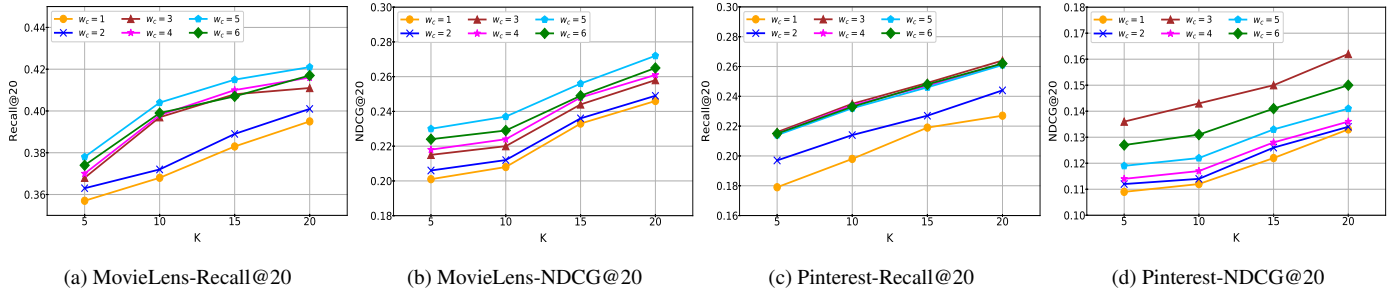 w_c = 1 w_c = 3 w_c = 5
w_c = 2 w_c = 4 w_c = 6
0.44
0.42
0.40
0.38
0.36
Recall@20
5 10 15 20
K
(a) MovieLens-Recall@20
w_c = 1 w_c = 3 w_c = 5
w_c = 2 w_c = 4 w_c = 6
0.30
0.28
0.26
0.24
0.22
0.20
0.18
NDCG@20
5 10 15 20
K
(b) MovieLens-NDCG@20
w_c = 1 w_c = 3 w_c = 5
w_c = 2 w_c = 4 w_c = 6
0.30
0.28
0.26
0.24
0.22
0.20
0.18
0.16
Recall@20
5 10 15 20
K
(c) Pinterest-Recall@20
w_c = 1 w_c = 3 w_c = 5
w_c = 2 w_c = 4 w_c = 6
0.18
0.17
0.16
0.15
0.14
0.13
0.12
0.11
0.10
NDCG@20
5 10 15 20
K
(d) Pinterest-NDCG@20